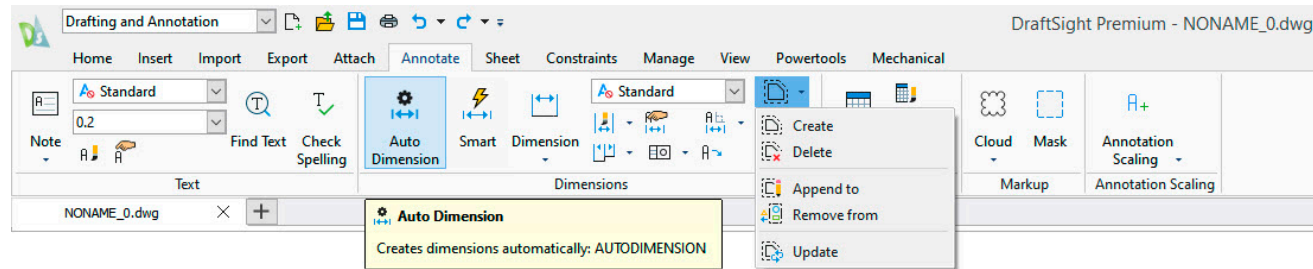 Drafting and Annotation
DraftSight Premium - NONAME_0.dwg
Home Insert Import Export Attach Annotate Sheet Constraints Manage View Powertools Mechanical
Standard
0.2
Note
Find Text
Check
Spelling
Auto
Dimension
Smart
Dimension
Standard
Create
Delete
Append to
Remove from
Update
Cloud
Mask
Annotation
Scaling
Text
Dimensions
Markup
Annotation Scaling
NONAME_0.dwg
Auto Dimension
Creates dimensions automatically: AUTODIMENSION